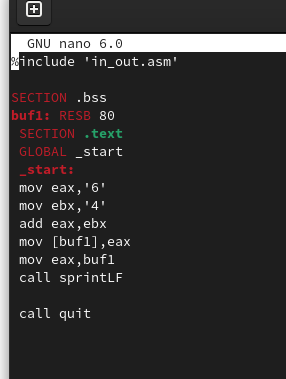 GNU nano 6.0
%include 'in_out.asm'
SECTION .bss
buf1: RESB 80
SECTION .text
GLOBAL _start
_start:
mov eax,'6'
mov ebx,'4'
add eax,ebx
mov [buf1],eax
mov eax,buf1
call sprintLF
call quit